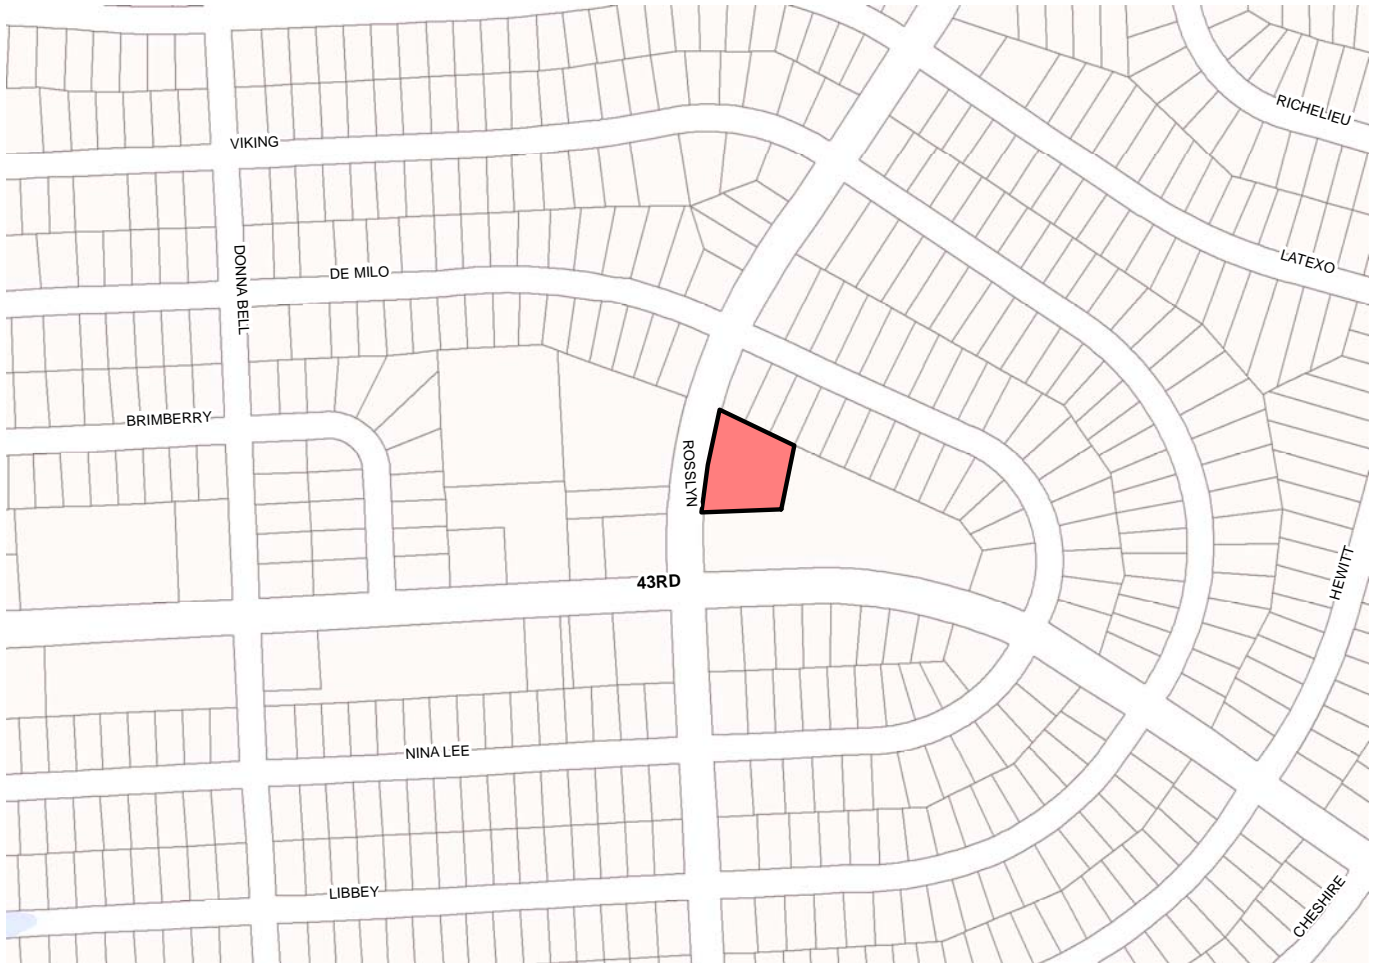 RICHELIEU
VIKING
LATEXO
DONNA BELL
DE MILO
BRIMBERRY
ROSSLYN
HEWITT
43RD
NINA LEE
LIBBEY
CHESHIRE